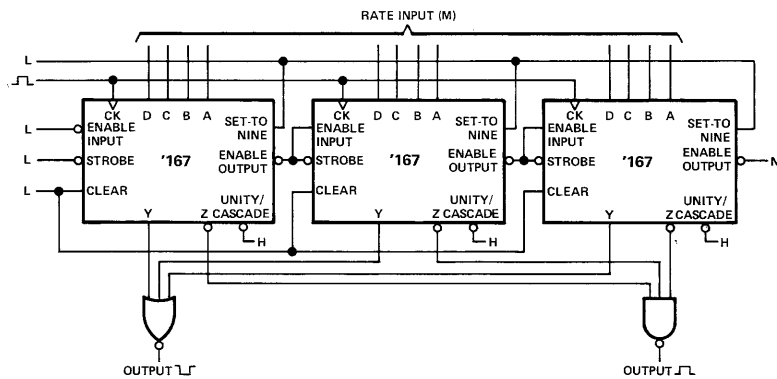 RATE INPUT (M)
L
CK D C B A
CK D C B A
CK D C B A
L ENABLE INPUT
SET-TO NINE
ENABLE INPUT
SET-TO NINE
ENABLE INPUT
SET-TO NINE
L STROBE
'167
ENABLE OUTPUT
STROBE
'167
ENABLE OUTPUT
STROBE
'167
ENABLE OUTPUT
N
L CLEAR
CLEAR
CLEAR
Y Z UNITY/ CASCADE
H
Y Z UNITY/ CASCADE
H
Y Z UNITY/ CASCADE
H
OUTPUT
OUTPUT